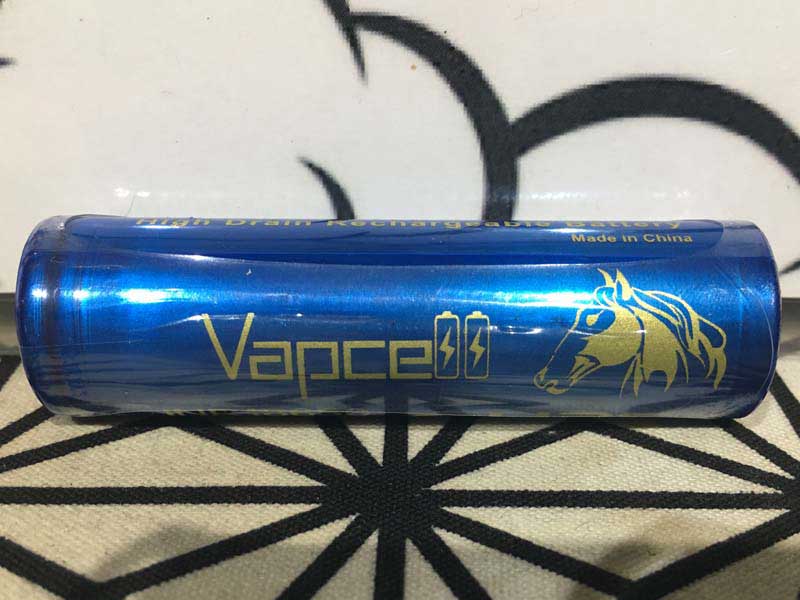 High Drain Rechargeable Battery
Made in China
Vapcell